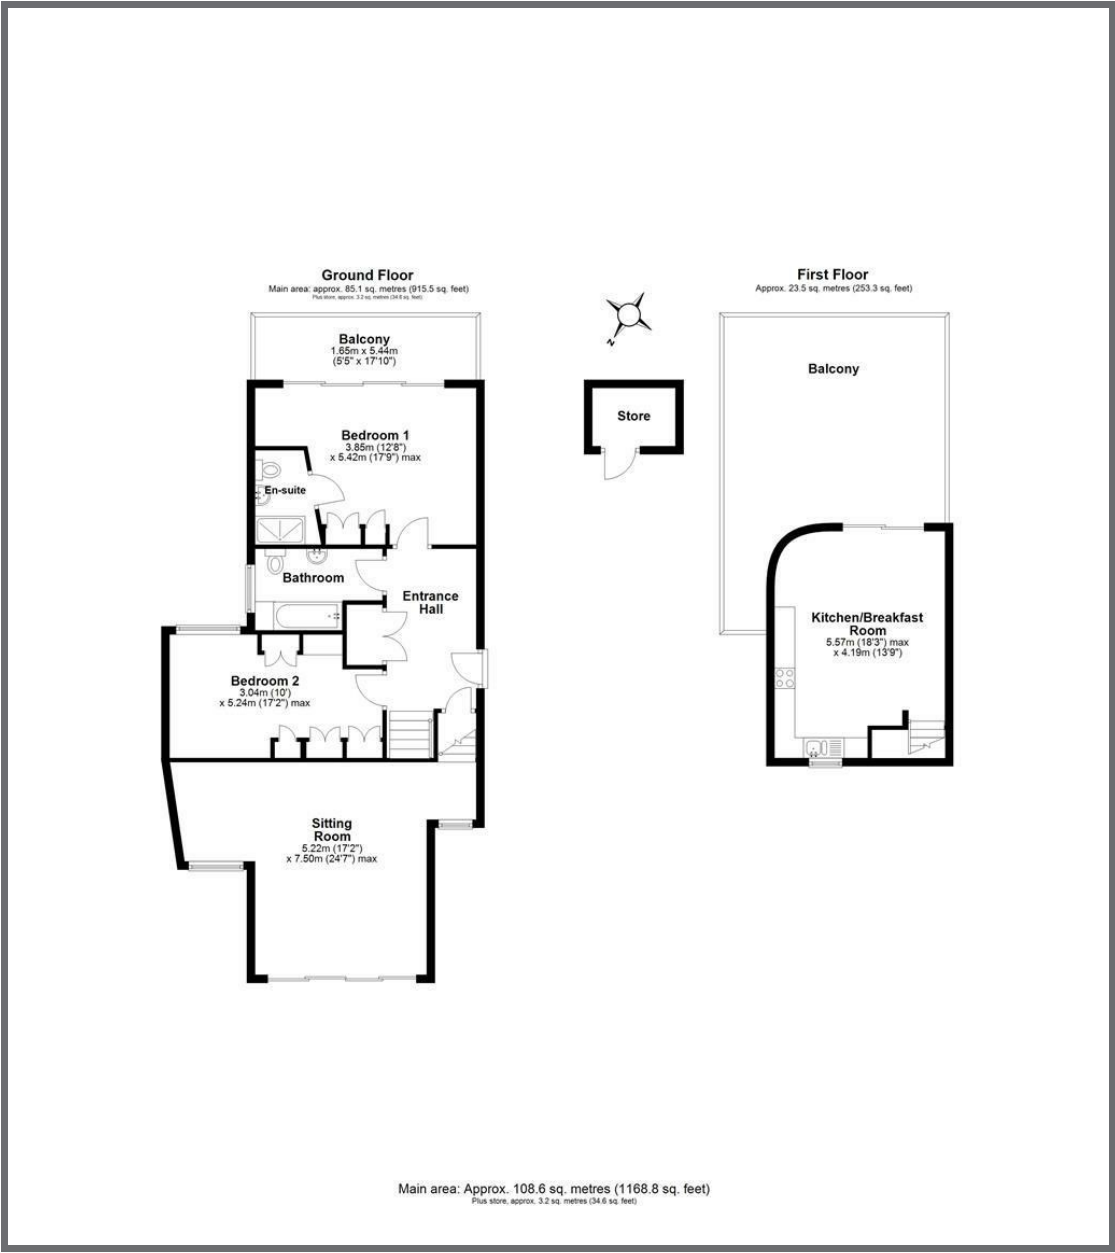 Ground Floor
Main area: approx. 85.1 sq. metres (915.5 sq. feet)
Plus store, approx. 3.2 sq. metres (34.6 sq. feet)
Balcony
1.65m x 5.44m
(5'5" x 17'10")
Bedroom 1
3.85m (12'8")
x 5.42m (17'9") max
En-suite
Bathroom
Entrance
Hall
Bedroom 2
3.04m (10')
x 5.24m (17'2") max
Sitting
Room
5.22m (17'2")
x 7.50m (24'7") max
N
Store
First Floor
Approx. 23.5 sq. metres (253.3 sq. feet)
Balcony
Kitchen/Breakfast
Room
5.57m (18'3") max
x 4.19m (13'9")
Main area: Approx. 108.6 sq. metres (1168.8 sq. feet)
Plus store, approx. 3.2 sq. metres (34.6 sq. feet)